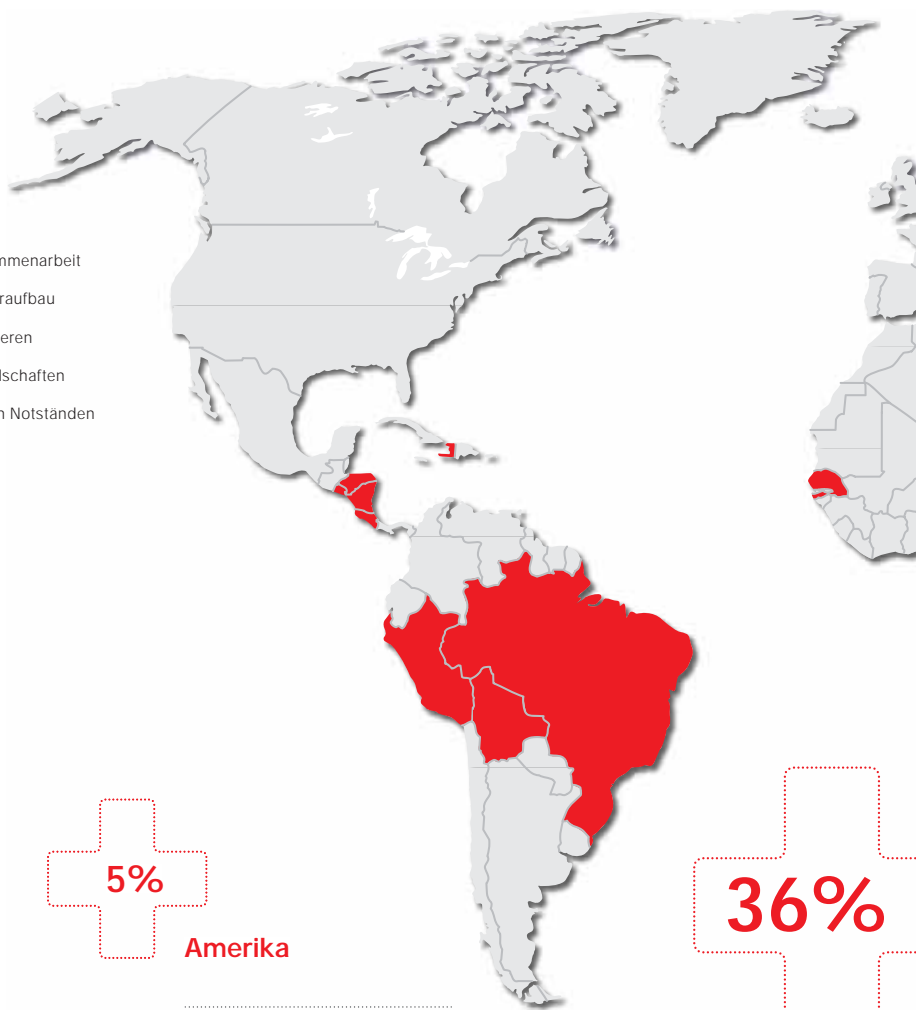 mmenarbeit
raufbau
eren
lschaften
n Notständen
5%
Amerika
36%